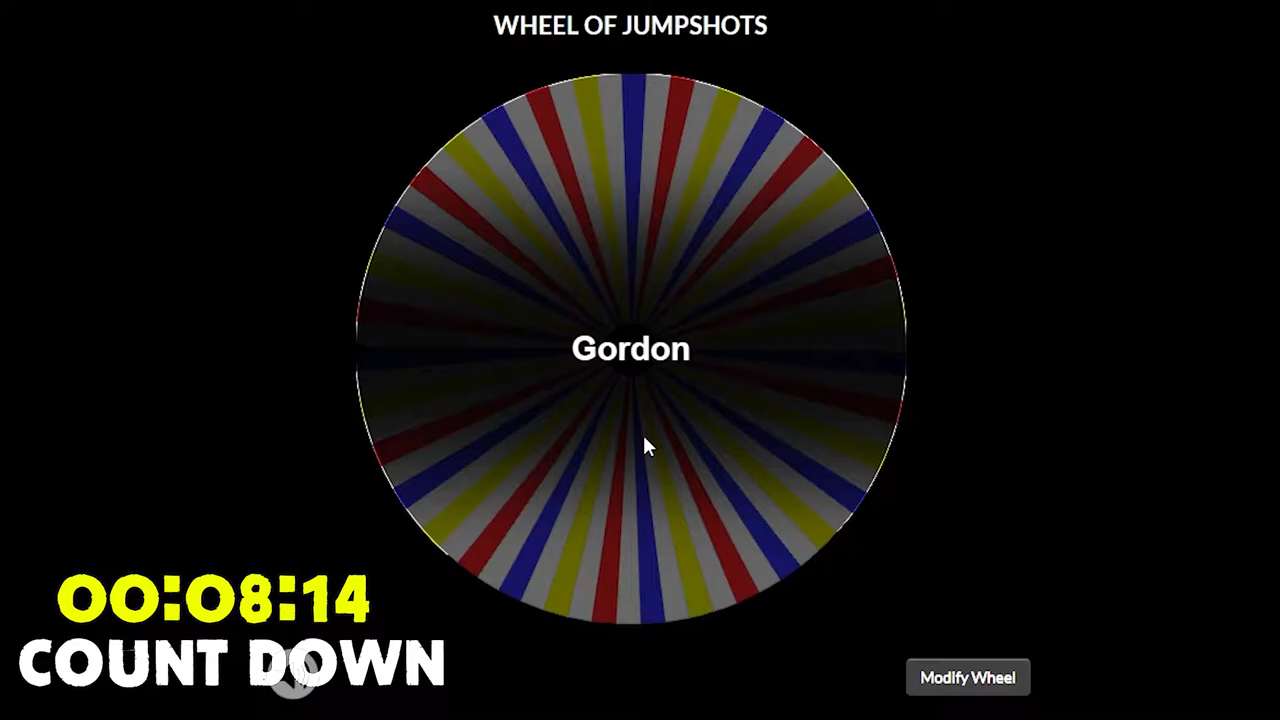 WHEEL OF JUMPSHOTS
Gordon
00:08:14
COUNT DOWN
Modify Wheel